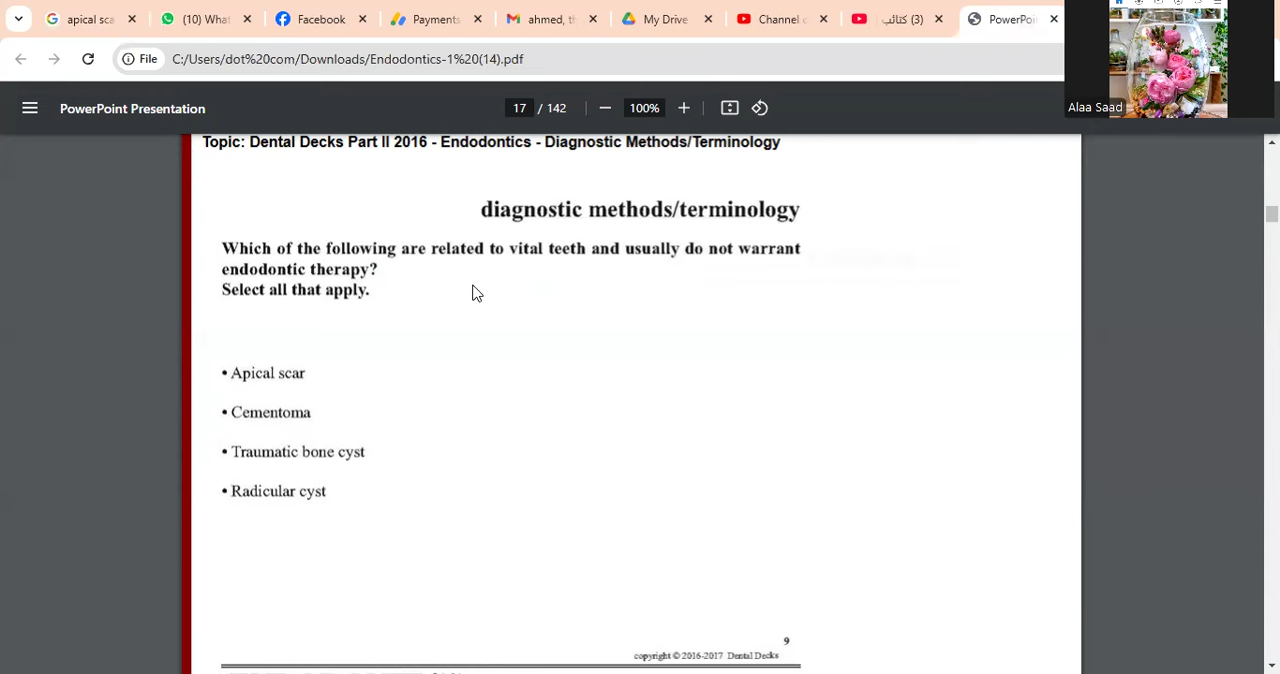 apical sca
(10) What
Facebook
Payments
ahmed, th
My Drive
Channel c
(3) كتائب
PowerPoi
File
C:/Users/dot%20com/Downloads/Endodontics-1%20(14).pdf
Alaa Saad
PowerPoint Presentation
17 / 142
100%
Topic: Dental Decks Part II 2016 - Endodontics - Diagnostic Methods/Terminology
diagnostic methods/terminology
Which of the following are related to vital teeth and usually do not warrant
endodontic therapy?
Select all that apply.
• Apical scar
• Cementoma
• Traumatic bone cyst
• Radicular cyst
9
copyright © 2016-2017 Dental Decks